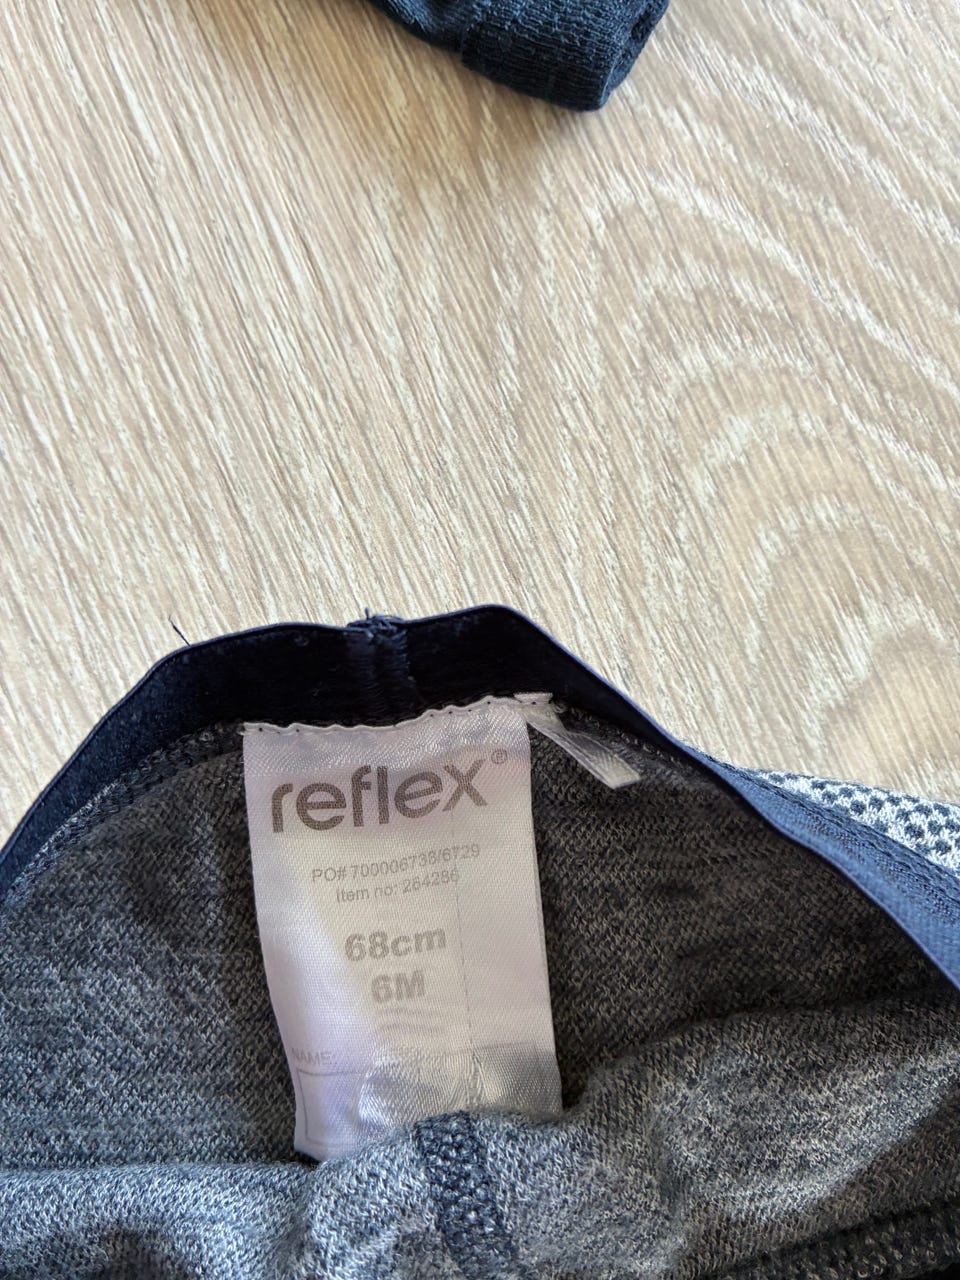 reflex®
PO# 700006738/6729
Item no: 264286
68cm
6M
NAME: